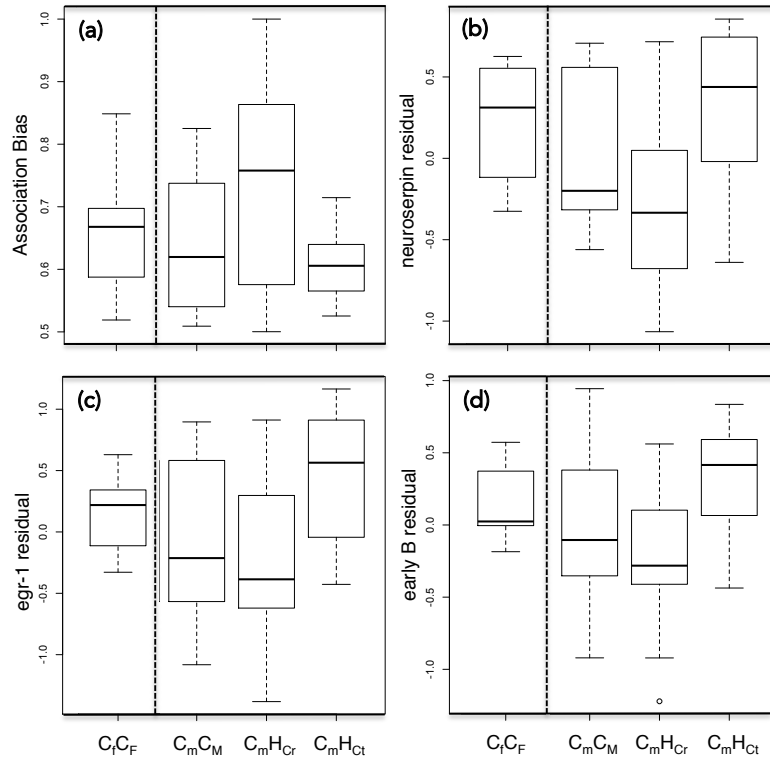 (a)
Association Bias
1.0
0.9
0.8
0.7
0.6
0.5
(b)
neuroserpin residual
0.5
0.0
-0.5
-1.0
(c)
egr-1 residual
1.0
0.5
0.0
-0.5
-1.0
(d)
early B residual
1.0
0.5
0.0
-0.5
-1.0
CfCF CmCM CmHCr CmHCt
CfCF CmCM CmHCr CmHCt